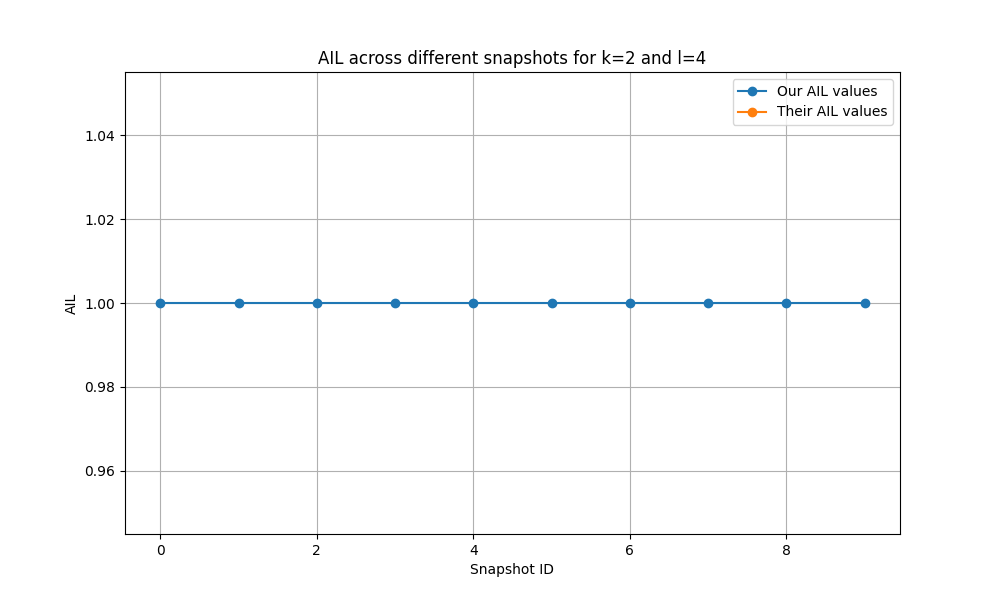 AIL across different snapshots for k=2 and l=4
Our AIL values
Their AIL values
1.04
1.02
1.00
0.98
0.96
AIL
0 2 4 6 8
Snapshot ID